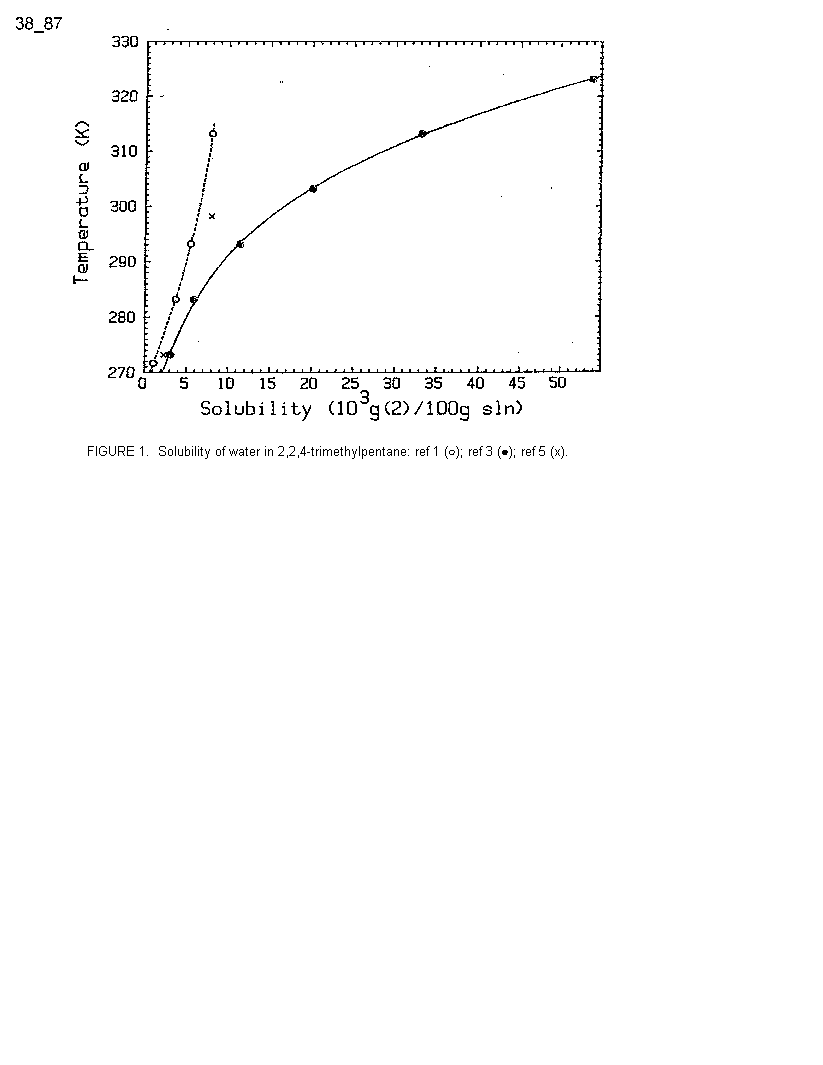 38_87
330
320
310
300
290
280
270
Temperature (K)
0 5 10 15 20 25 30 35 40 45 50
Solubility (10³g(2)/100g sln)
FIGURE 1. Solubility of water in 2,2,4-trimethylpentane: ref 1 (o); ref 3 (●); ref 5 (x).